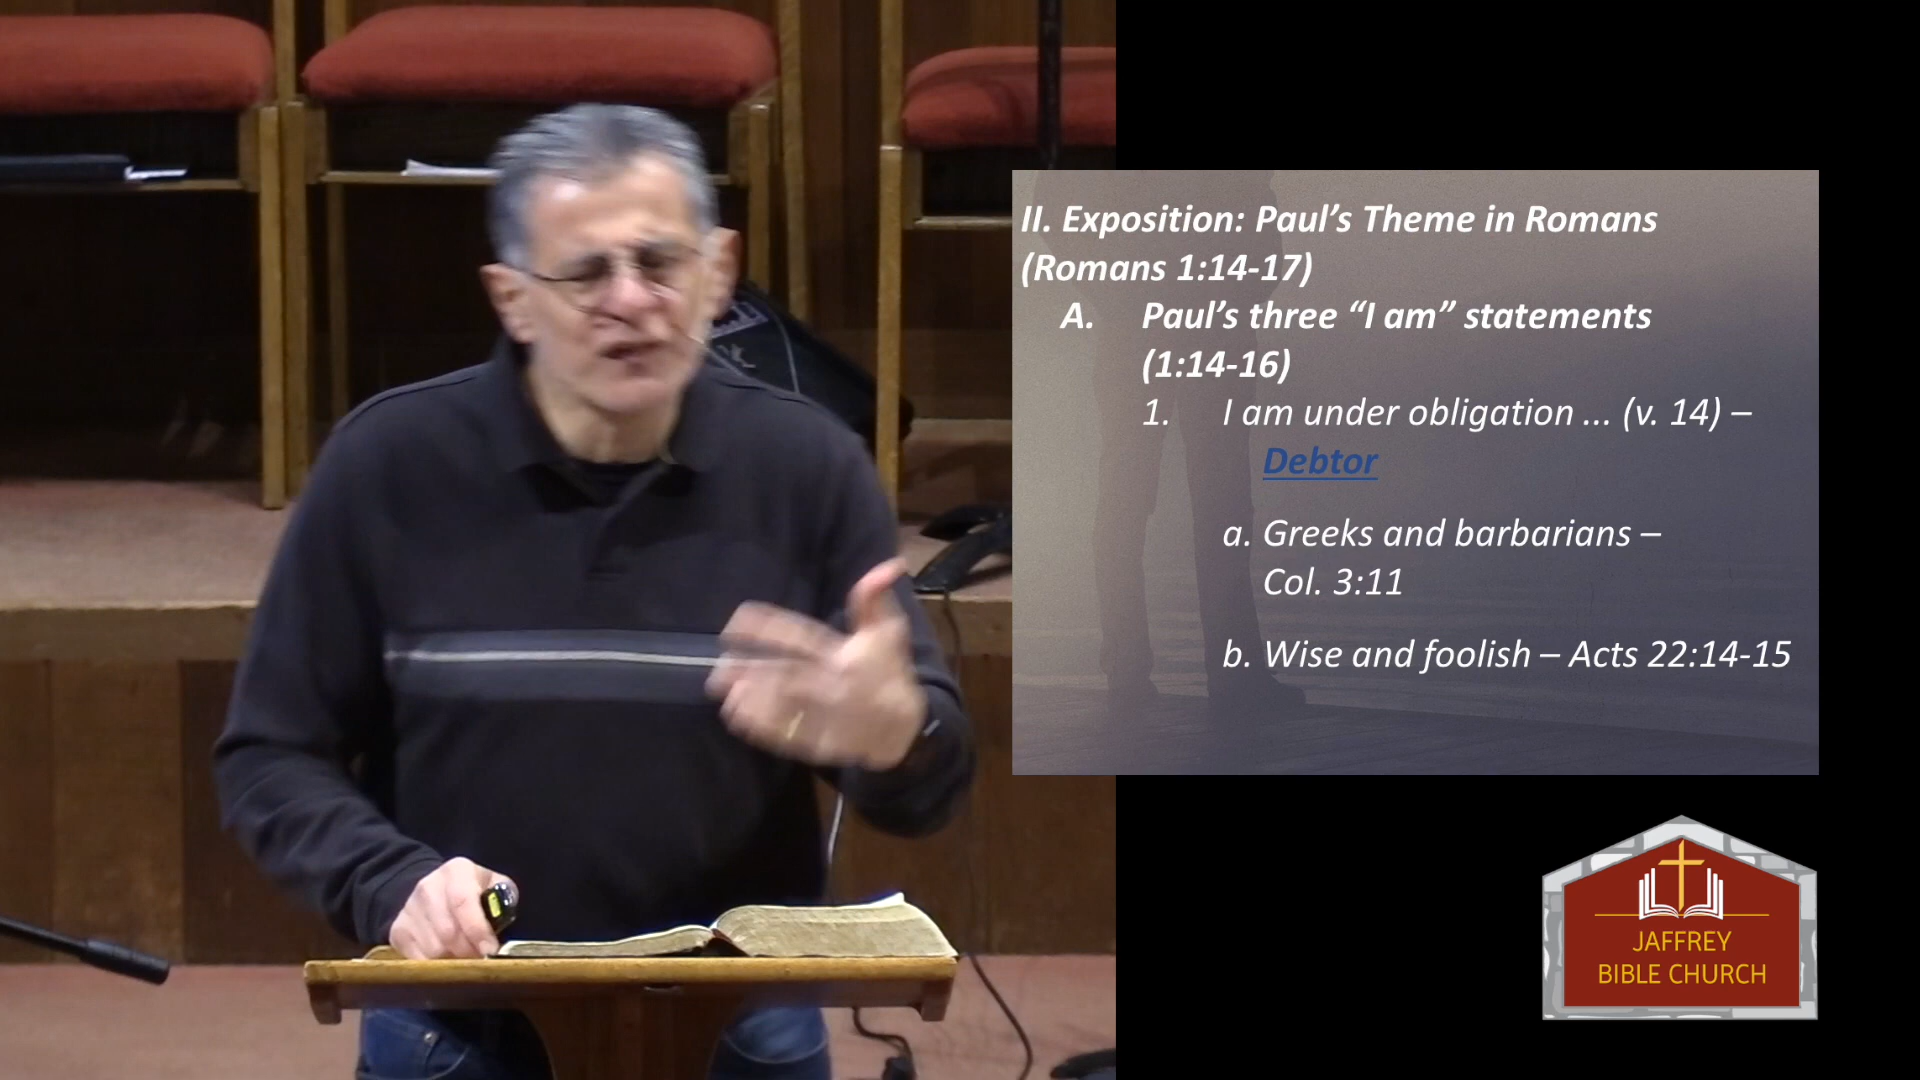 II. Exposition: Paul’s Theme in Romans
(Romans 1:14-17)
A. Paul’s three “I am” statements
(1:14-16)
1. I am under obligation ... (v. 14) –
Debtor
a. Greeks and barbarians –
Col. 3:11
b. Wise and foolish – Acts 22:14-15
JAFFREY
BIBLE CHURCH